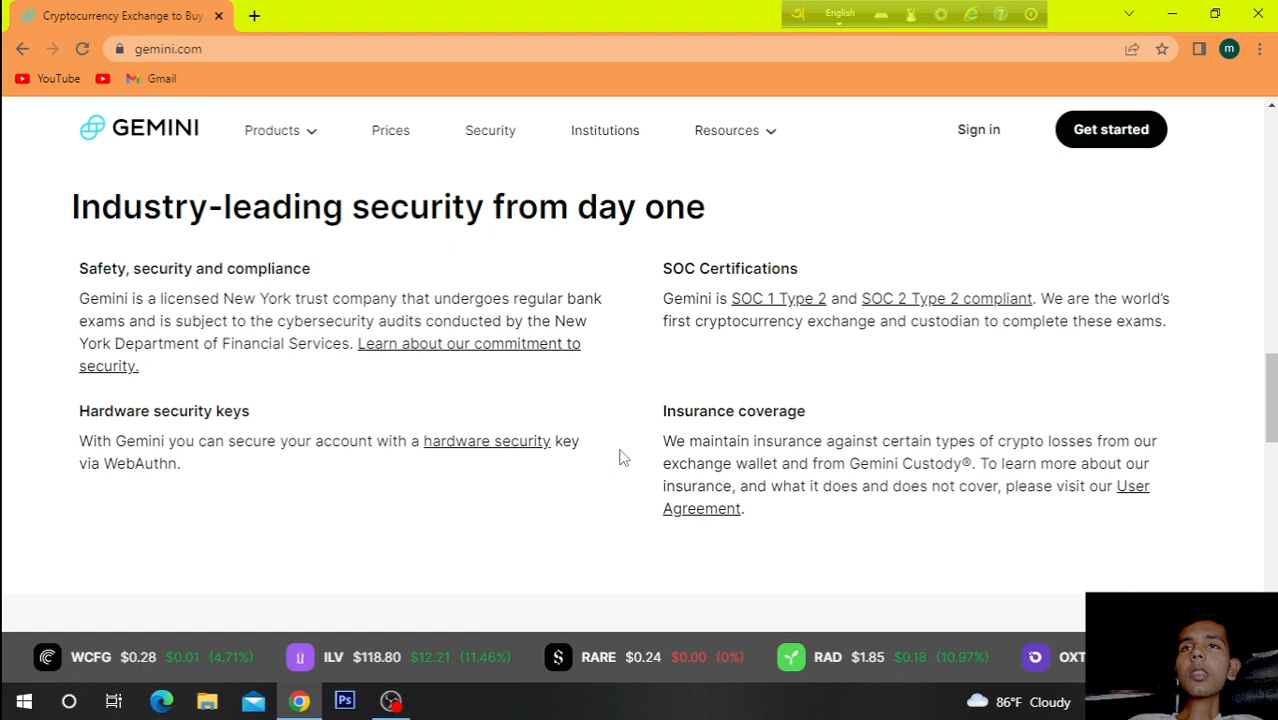 Cryptocurrency Exchange to Buy
English
gemini.com
m
YouTube
Gmail
GEMINI
Products
Prices
Security
Institutions
Resources
Sign in
Get started
Industry-leading security from day one
Safety, security and compliance
Gemini is a licensed New York trust company that undergoes regular bank
exams and is subject to the cybersecurity audits conducted by the New
York Department of Financial Services. Learn about our commitment to
security.
SOC Certifications
Gemini is SOC 1 Type 2 and SOC 2 Type 2 compliant. We are the world's
first cryptocurrency exchange and custodian to complete these exams.
Hardware security keys
With Gemini you can secure your account with a hardware security key
via WebAuthn.
Insurance coverage
We maintain insurance against certain types of crypto losses from our
exchange wallet and from Gemini Custody®. To learn more about our
insurance, and what it does and does not cover, please visit our User
Agreement.
WCFG $0.28 $0.01 (4.71%)
ILV $118.80 $12.21 (11.46%)
RARE $0.24 $0.00 (0%)
RAD $1.85 $0.18 (10.97%)
OXT
Ps
86°F Cloudy